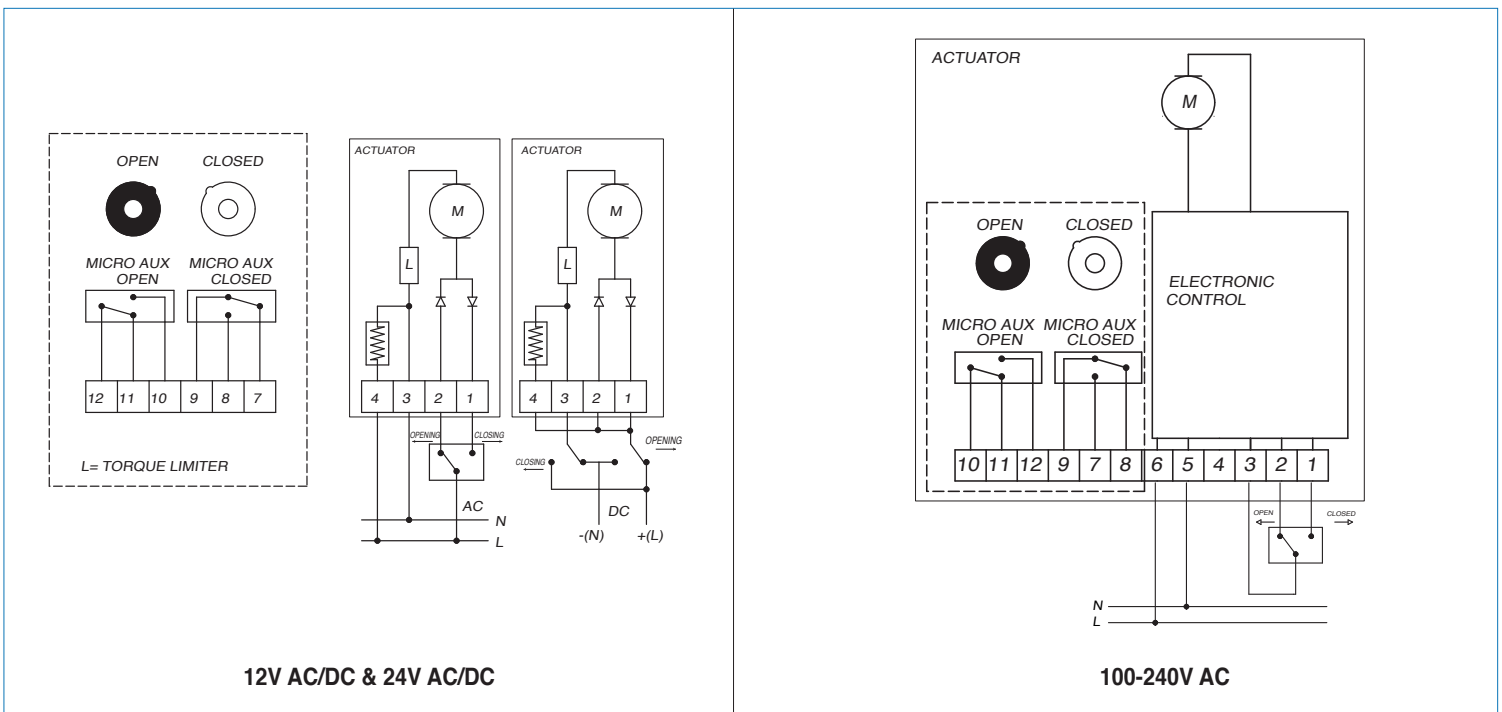 OPEN CLOSED
MICRO AUX OPEN MICRO AUX CLOSED
12 11 10 9 8 7
L= TORQUE LIMITER
ACTUATOR
M
L
4 3 2 1
OPENING CLOSING
AC
N
L
ACTUATOR
M
L
4 3 2 1
OPENING
CLOSING
DC
-(N) +(L)
12V AC/DC & 24V AC/DC
ACTUATOR
M
OPEN CLOSED
MICRO AUX OPEN MICRO AUX CLOSED
ELECTRONIC
CONTROL
10 11 12 9 7 8 6 5 4 3 2 1
OPEN CLOSED
N
L
100-240V AC